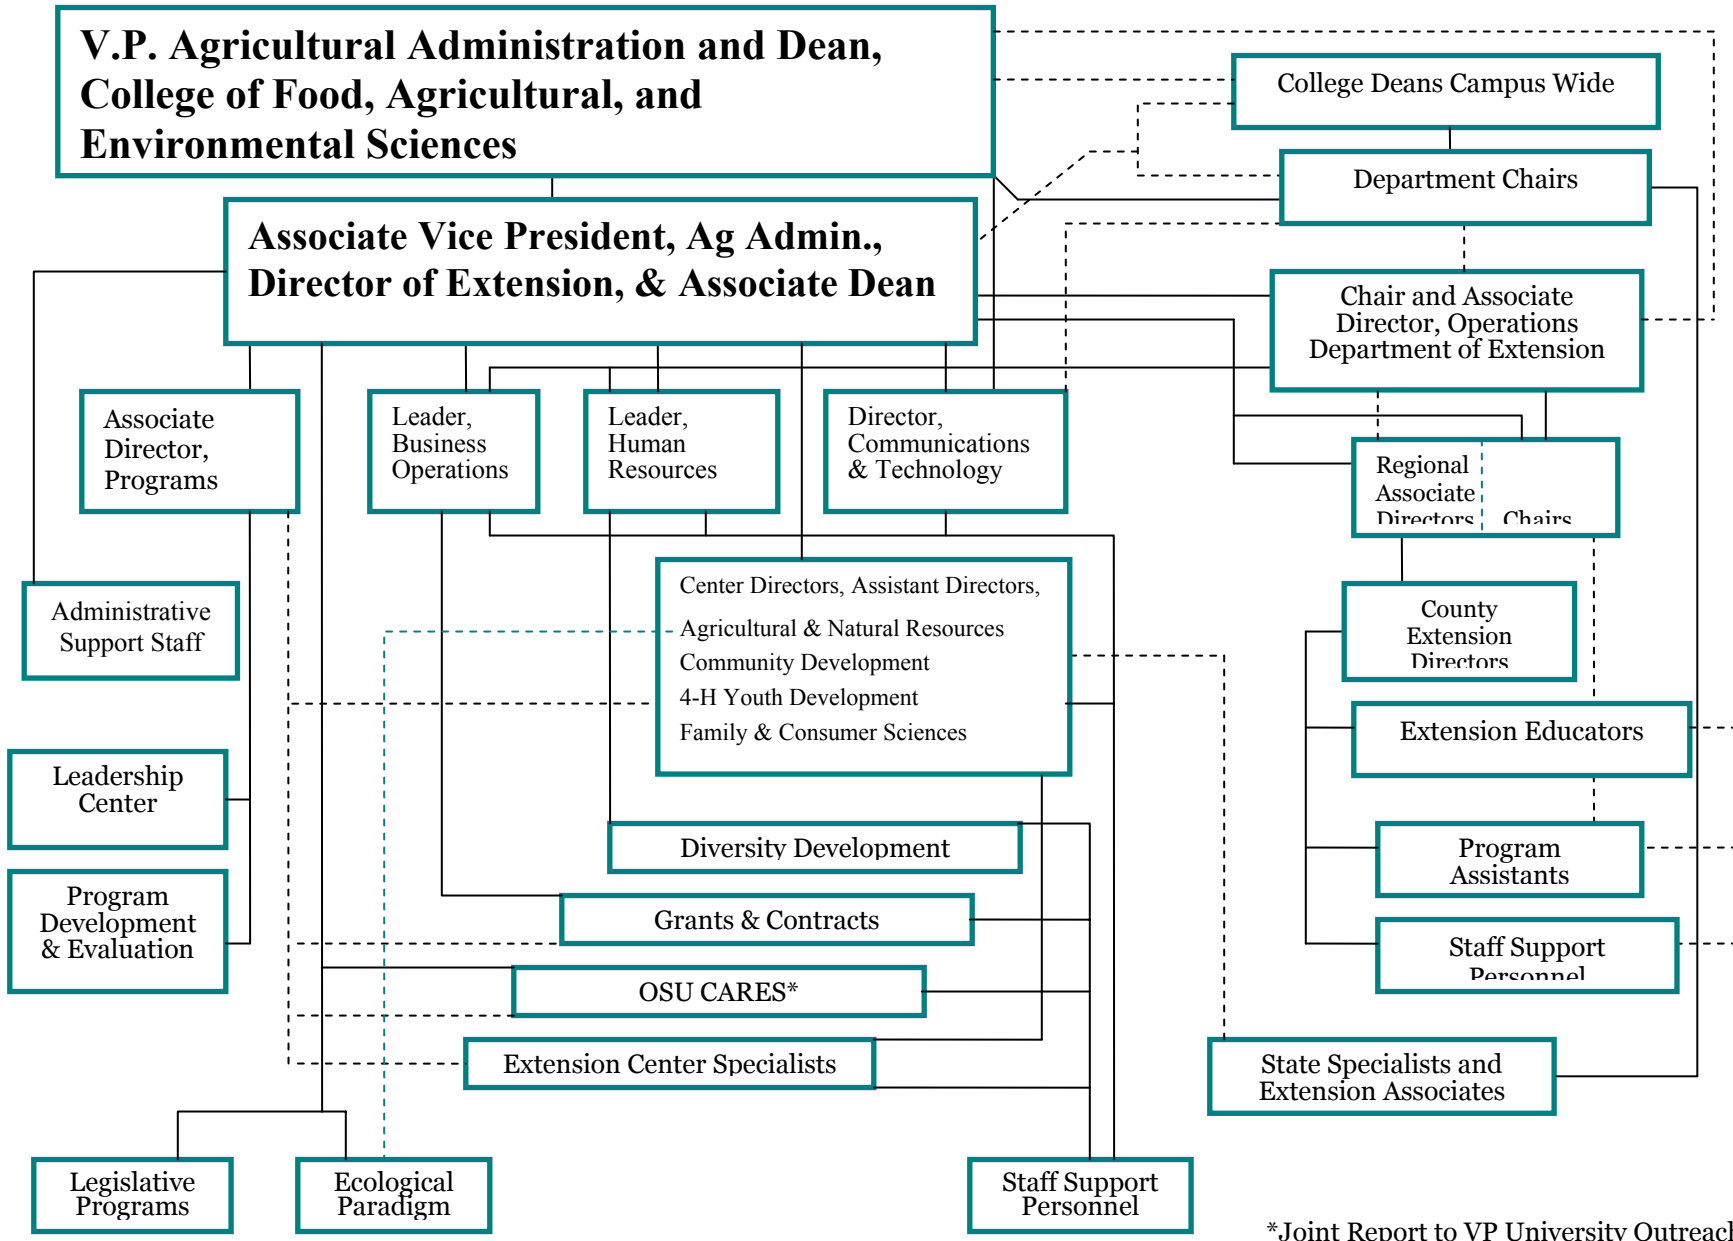 V.P. Agricultural Administration and Dean,
College of Food, Agricultural, and
Environmental Sciences
College Deans Campus Wide
Department Chairs
Associate Vice President, Ag Admin.,
Director of Extension, & Associate Dean
Chair and Associate
Director, Operations
Department of Extension
Associate
Director,
Programs
Leader,
Business
Operations
Leader,
Human
Resources
Director,
Communications
& Technology
Regional
Associate
Directors
Chairs
Administrative
Support Staff
Center Directors, Assistant Directors,
Agricultural & Natural Resources
Community Development
4-H Youth Development
Family & Consumer Sciences
County
Extension
Directors
Extension Educators
Leadership
Center
Diversity Development
Program
Assistants
Program
Development
& Evaluation
Grants & Contracts
Staff Support
Personnel
OSU CARES*
Extension Center Specialists
State Specialists and
Extension Associates
Legislative
Programs
Ecological
Paradigm
Staff Support
Personnel
*Joint Report to VP University Outreach